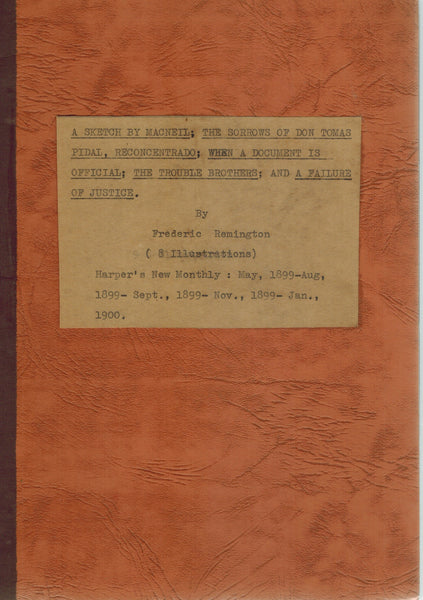 A SKETCH BY MACNEIL; THE SORROWS OF DON TOMAS
PIDAL, RECONCENTRADO; WHEN A DOCUMENT IS
OFFICIAL; THE TROUBLE BROTHERS; AND A FAILURE
OF JUSTICE.
By
Frederic Remington
( 8 Illustrations)
Harper's New Monthly : May, 1899-Aug,
1899- Sept., 1899- Nov., 1899- Jan.,
1900.